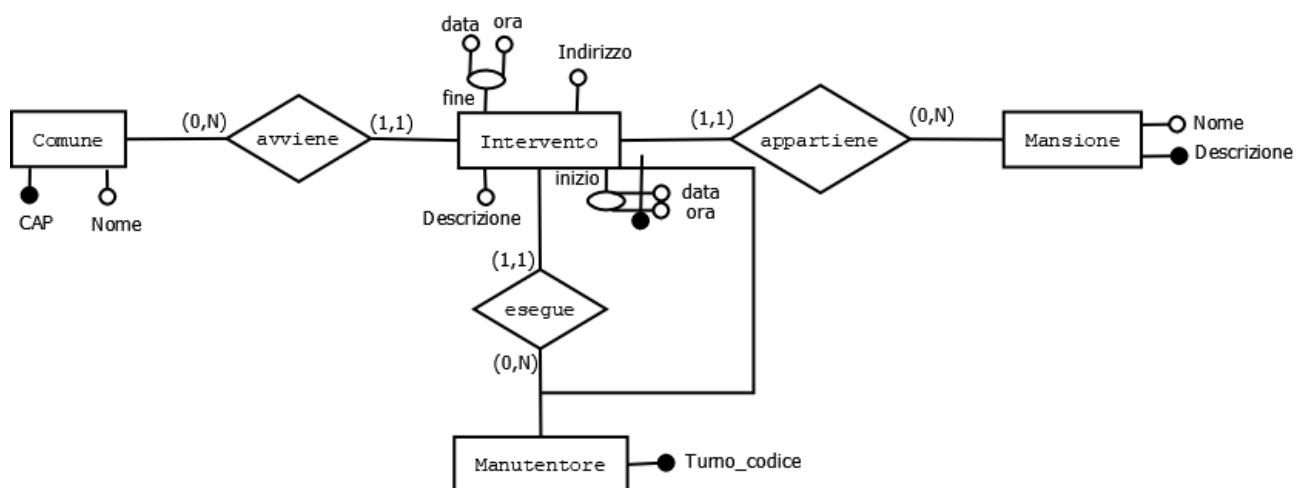 data ora
Indirizzo
fine
(0,N)
(1,1)
(1,1)
(0,N)
Comune
avviene
Intervento
appartiene
Mansione
Nome
Descrizione
inizio
data
ora
CAP
Nome
Descrizione
(1,1)
esegue
(0,N)
Manutentore
Turno_codice